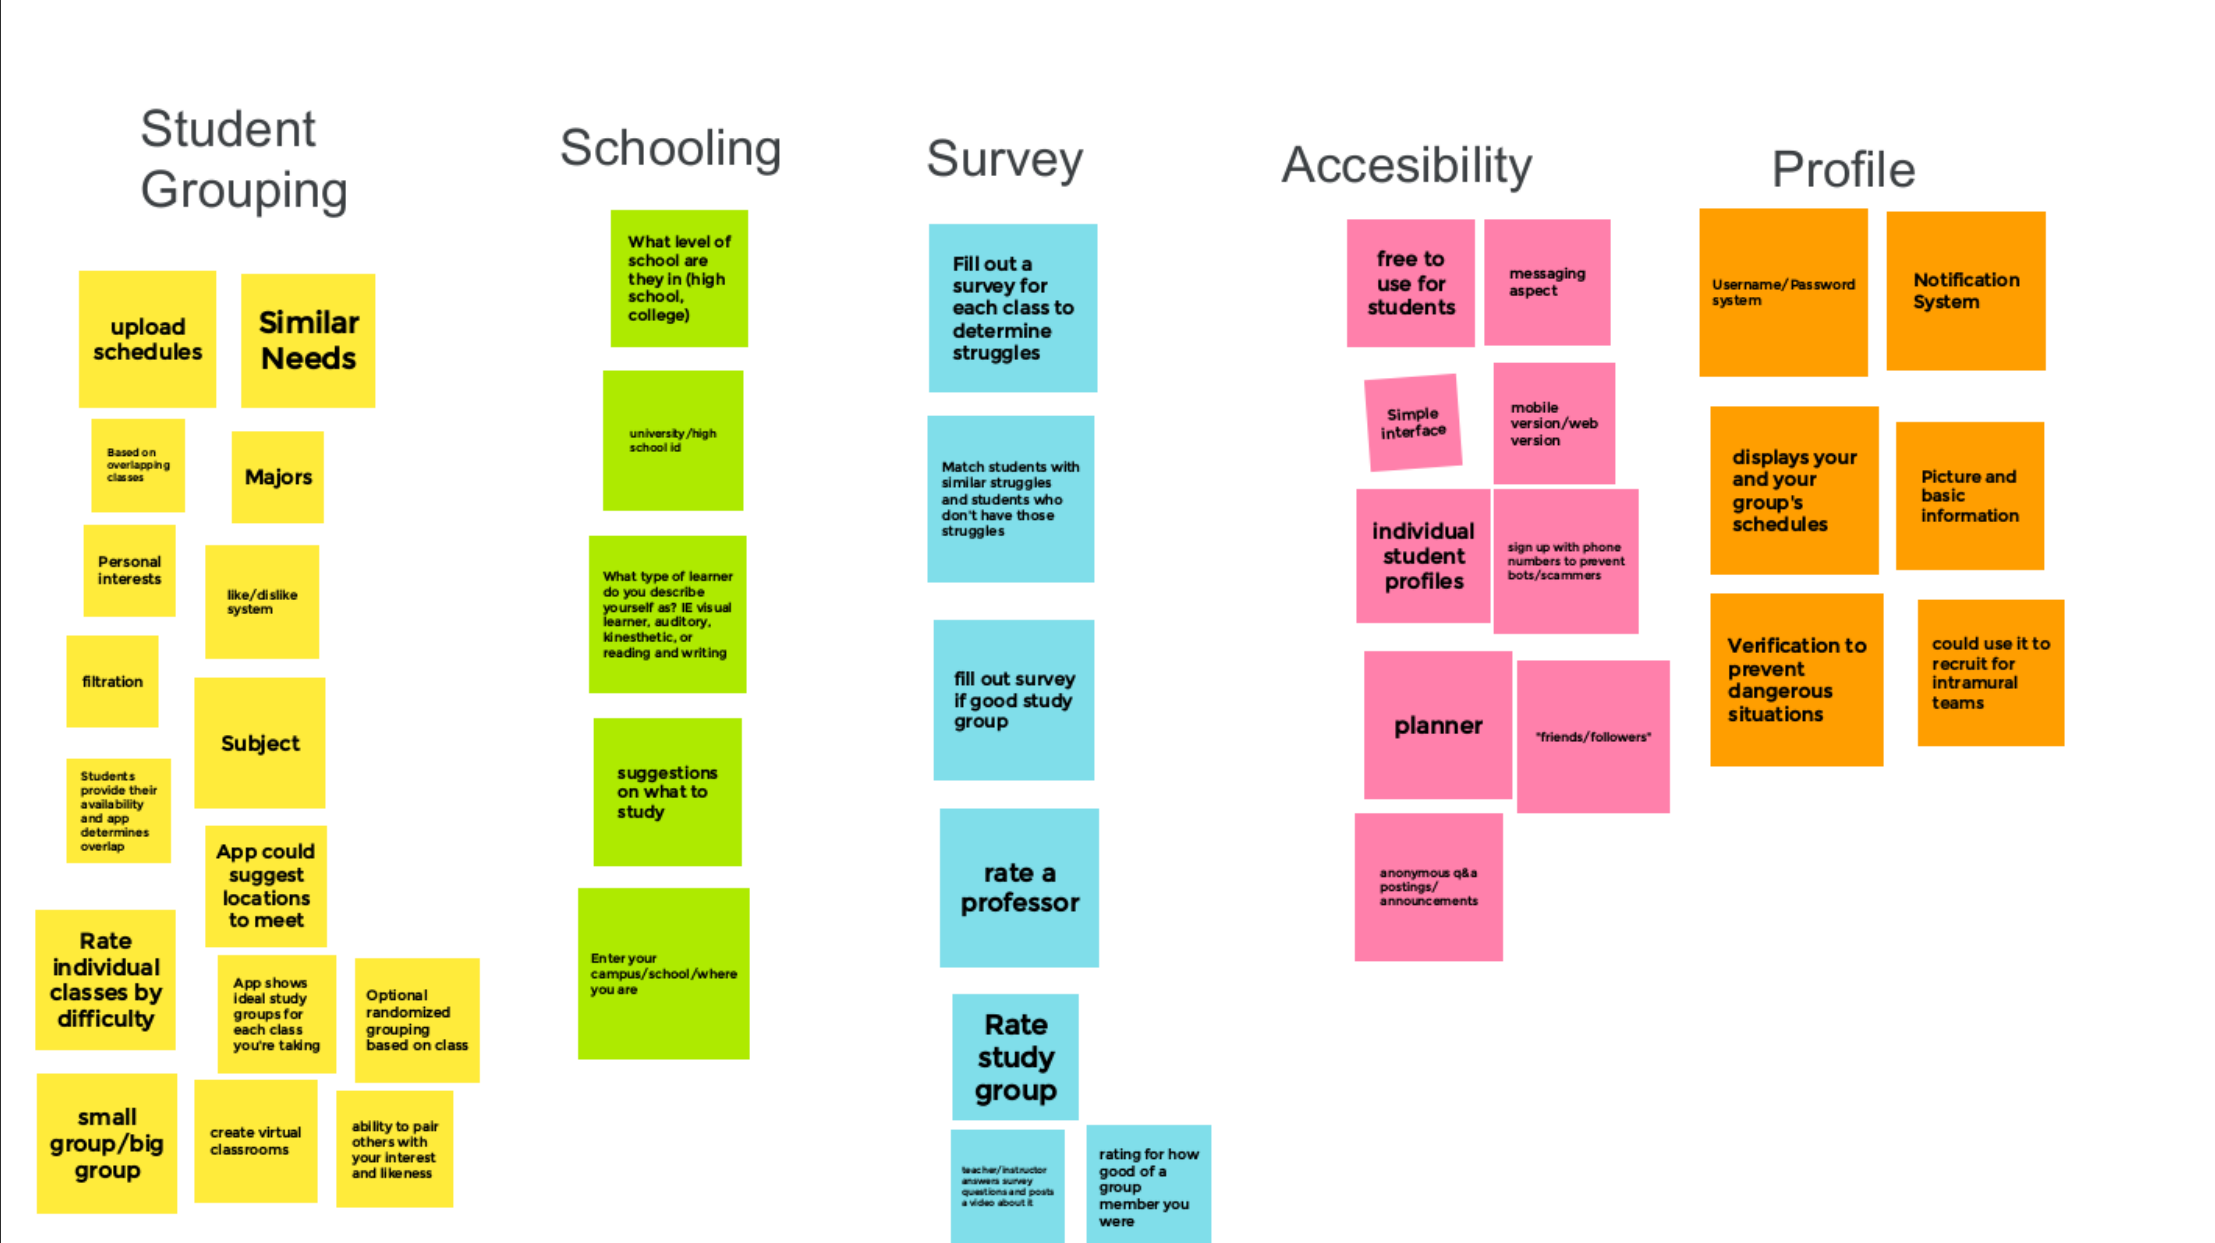 Student
Grouping
upload
schedules
Similar
Needs
Based on
overlapping
classes
Majors
Personal
interests
like/dislike
system
filtration
Subject
Students
provide their
availability
and app
determines
overlap
App could
suggest
locations
to meet
Rate
individual
classes by
difficulty
App shows
ideal study
groups for
each class
you're taking
Optional
randomized
grouping
based on class
small
group/big
group
create virtual
classrooms
ability to pair
others with
your interest
and likeness
Schooling
What level of
school are
they in (high
school,
college)
university/high
school id
What type of learner
do you describe
yourself as? IE visual
learner, auditory,
kinesthetic, or
reading and writing
suggestions
on what to
study
Enter your
campus/school/where
you are
Survey
Fill out a
survey for
each class to
determine
struggles
Match students with
similar struggles
and students who
don't have those
struggles
fill out survey
if good study
group
rate a
professor
Rate
study
group
teacher/instructor
answers survey
questions and posts
a video about it
rating for how
good of a
group
member you
were
Accesibility
free to
use for
students
messaging
aspect
Simple
interface
mobile
version/web
version
individual
student
profiles
sign up with phone
numbers to prevent
bots/scammers
planner
"friends/followers"
anonymous q&a
postings/
announcements
Profile
Username/Password
system
Notification
System
displays your
and your
group's
schedules
Picture and
basic
information
Verification to
prevent
dangerous
situations
could use it to
recruit for
intramural
teams